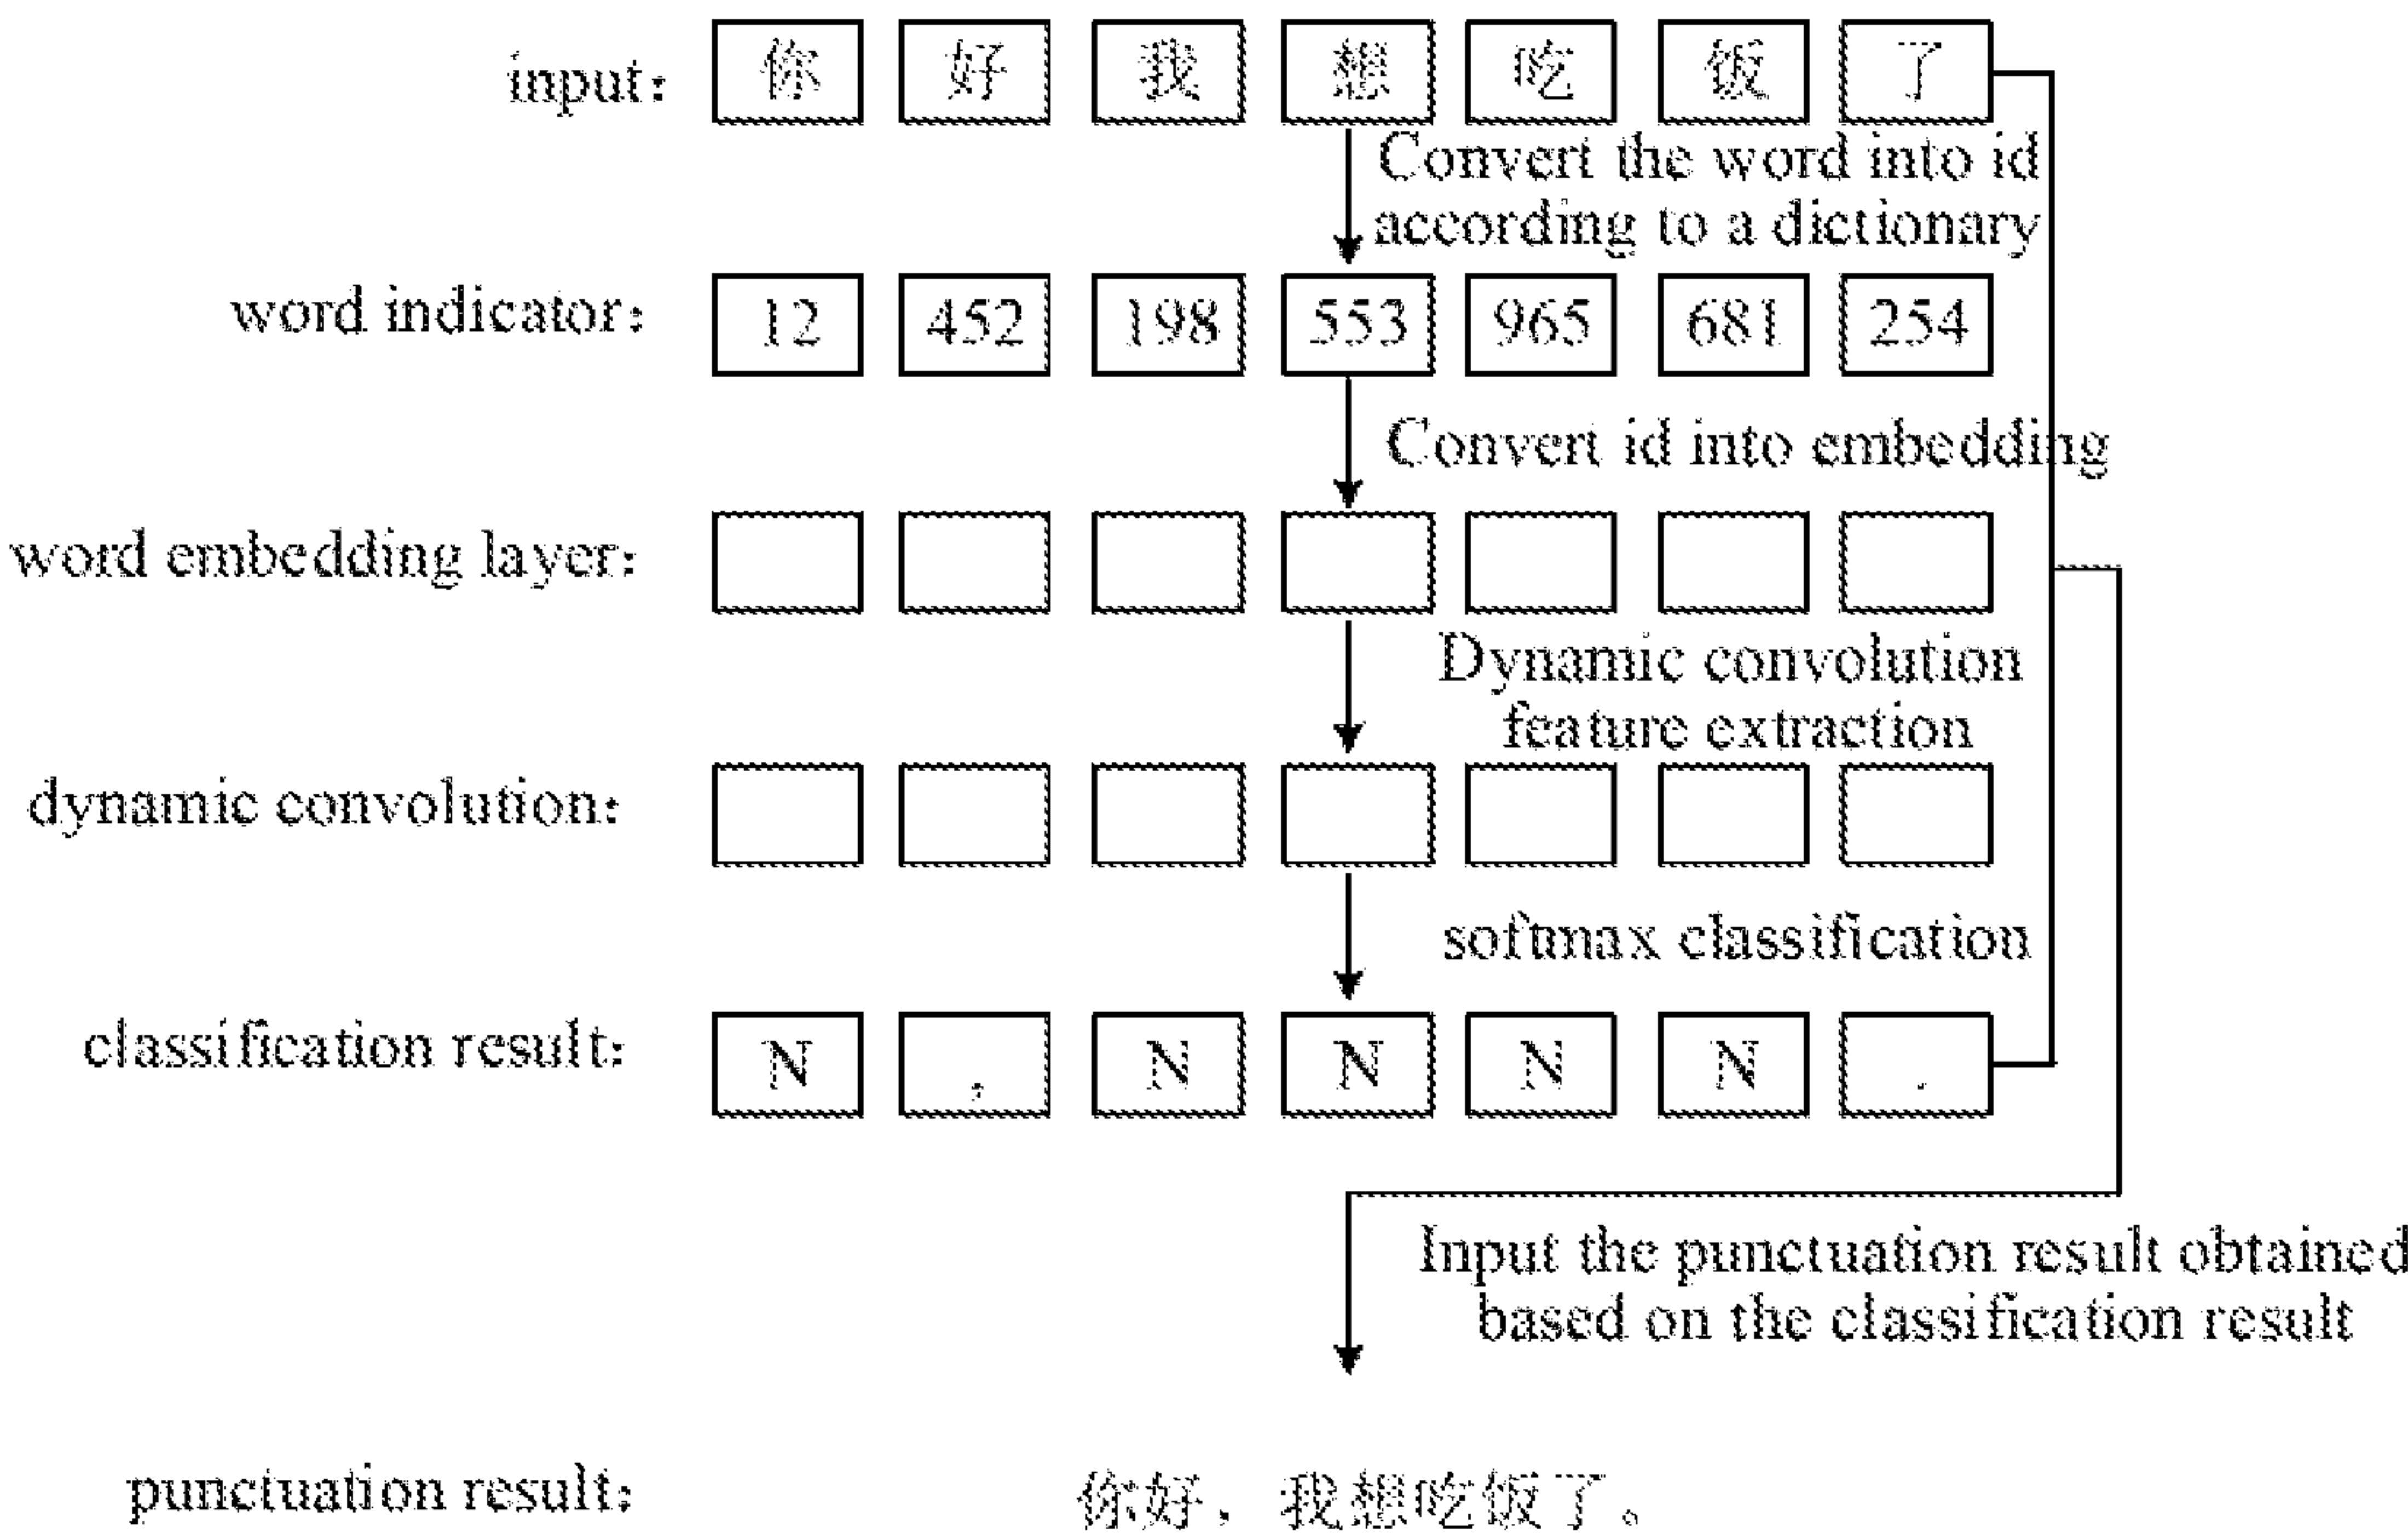 input: 你 好 我 想 吃 饭 了
Convert the word into id
according to a dictionary
word indicator: 12 452 198 553 965 681 254
Convert id into embedding
word embedding layer:
Dynamic convolution
feature extraction
dynamic convolution:
softmax classification
classification result: N , N N N N .
Input the punctuation result obtained
based on the classification result
punctuation result: 你好，我想吃饭了。